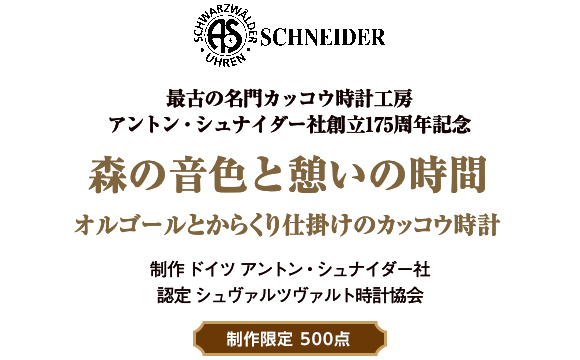 SCHWARZWÄLDER
AS
UHREN
SCHNEIDER
最古の名門カッコウ時計工房
アントン・シュナイダー社創立175周年記念
森の音色と憩いの時間
オルゴールとからくり仕掛けのカッコウ時計
制作 ドイツ アントン・シュナイダー社
認定 シュヴァルツヴァルト時計協会
制作限定 500点